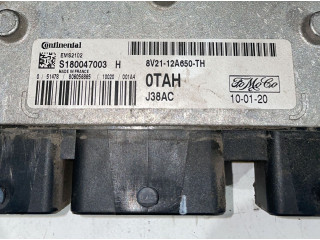 Continental
EMS2102
S180047003 H
MADE IN FRANCE
8V21-12A650-TH
0TAH
J38AC
FoMoCo
10-01-20